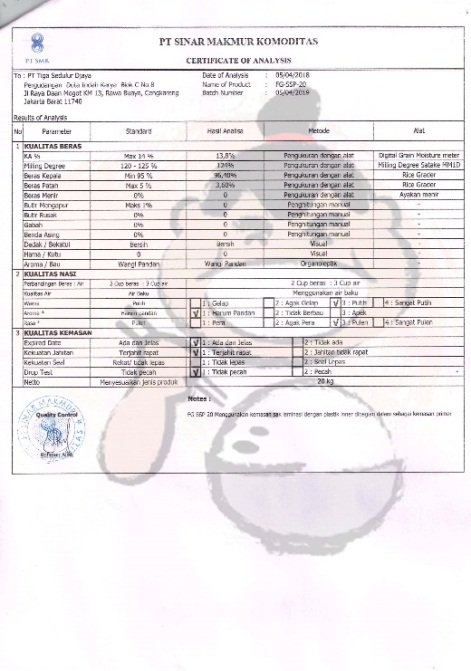 PT SINAR MAKMUR KOMODITAS
PT SMK
CERTIFICATE OF ANALYSIS
To : PT Tiga Sedulur Djaya Date of Analysis : 05/04/2018
Pergudangan Duta Indah Karya Blok C No 8 Name of Product : FG-SSP-20
Jl Raya Daan Mogot KM 13, Rawa Buaya, Cengkareng Batch Number : 05/04/2018
Jakarta Barat 11740
Results of Analysis
No Parameter Standard Hasil Analisa Metode Alat
1 KUALITAS BERAS
KA % Max 14 % 13,8% Pengukuran dengan alat Digital Grain Moisture meter
Milling Degree 120 - 125 % 124% Pengukuran dengan alat Milling Degree Satake MM1D
Beras Kepala Min 95 % 96,40% Pengukuran dengan alat Rice Grader
Beras Patah Max 5 % 3,60% Pengukuran dengan alat Rice Grader
Beras Menir 0% 0 Pengukuran dengan alat Ayakan menir
Butir Mengapur Maks 1% 0 Penghitungan manual -
Butir Rusak 0% 0 Penghitungan manual -
Gabah 0% 0 Penghitungan manual -
Benda Asing 0% 0 Penghitungan manual -
Dedak / Bekatul Bersih Bersih Visual -
Hama / Kutu 0 0 Visual -
Aroma / Bau Wangi Pandan Wangi Pandan Organoleptik -
2 KUALITAS NASI
Perbandingan Beras : Air 2 Cup beras : 3 Cup air 2 Cup beras : 3 Cup air
Kualitas Air Air Baku Menggunakan air baku
Warna Putih 1 : Gelap 2 : Agak Gelap √ 3 : Putih 4 : Sangat Putih
Aroma * Harum pandan √ 1 : Harum Pandan 2 : Tidak Berbau 3 : Apek
Rasa * Pulen 1 : Pera 2 : Agak Pera √ 3 : Pulen 4 : Sangat Pulen
3 KUALITAS KEMASAN
Expired Date Ada dan Jelas √ 1 : Ada dan Jelas 2 : Tidak ada
Kekuatan Jahitan Terjahit rapat √ 1 : Terjahit rapat 2 : Jahitan tidak rapat
Kekuatan Seal Rekat/ tidak lepas 1 : Tidak lepas 2 : Seal Lepas
Drop Test Tidak pecah √ 1 : Tidak pecah 2 : Pecah -
Netto Menyesuaikan jenis produk 20 kg
Notes :
FG SSP 20 Menggunakan kemasan sak laminasi dengan plastik inner sebagai kemasan primer
SINAR MAKMUR
Quality Control